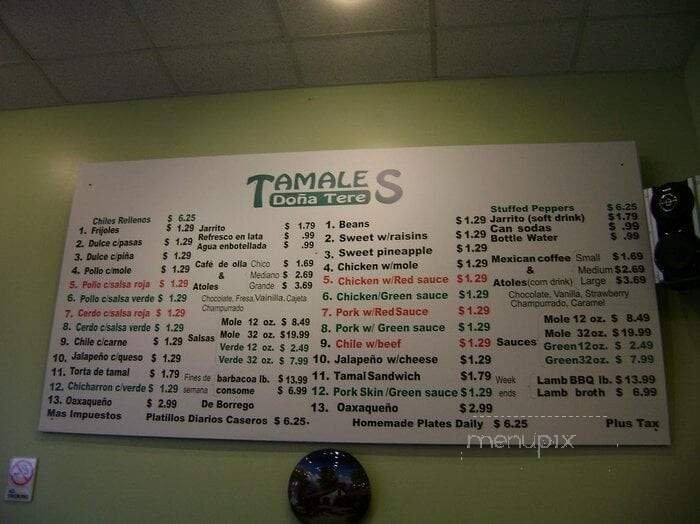 TAMALES
Doña Tere
Chiles Rellenos $ 6.25
1. Frijoles $ 1.29
2. Dulce c/pasas $ 1.29
3. Dulce c/piña $ 1.29
4. Pollo c/mole $ 1.29
5. Pollo c/salsa roja $ 1.29
6. Pollo c/salsa verde $ 1.29
7. Cerdo c/salsa roja $ 1.29
8. Cerdo c/salsa verde $ 1.29
9. Chile c/carne $ 1.29
10. Jalapeño c/queso $ 1.29
11. Torta de tamal $ 1.79
12. Chicharron c/verde $ 1.29
13. Oaxaqueño $ 2.99
Mas Impuestos
Jarrito $ 1.79
Refresco en lata $ .99
Agua enbotellada $ .99
Café de olla Chico $ 1.69
& Mediano $ 2.69
Atoles Grande $ 3.69
Chocolate, Fresa, Vainilla, Cajeta
Champurrado
Salsas
Mole 12 oz. $ 8.49
Mole 32 oz. $19.99
Verde 12 oz. $ 2.49
Verde 32 oz. $ 7.99
Fines de semana
barbacoa lb. $ 13.99
consome $ 6.99
De Borrego
Platillos Diarios Caseros $ 6.25.
1. Beans $ 1.29
2. Sweet w/raisins $ 1.29
3. Sweet pineapple $ 1.29
4. Chicken w/mole $ 1.29
5. Chicken w/Red sauce $ 1.29
6. Chicken/Green sauce $ 1.29
7. Pork w/Red Sauce $ 1.29
8. Pork w/ Green sauce $ 1.29
9. Chile w/beef $ 1.29
10. Jalapeño w/cheese $ 1.29
11. Tamal Sandwich $ 1.79
12. Pork Skin /Green sauce $ 1.29
13. Oaxaqueño $ 2.99
Homemade Plates Daily $ 6.25
Stuffed Peppers $ 6.25
Jarrito (soft drink) $ 1.79
Can sodas $ .99
Bottle Water $ .99
Mexican coffee Small $ 1.69
& Medium $ 2.69
Atoles (corn drink) Large $ 3.69
Chocolate, Vanilla, Strawberry
Champurrado, Caramel
Sauces
Mole 12 oz. $ 8.49
Mole 32oz. $19.99
Green12oz. $ 2.49
Green32oz. $ 7.99
Week ends
Lamb BBQ lb. $ 13.99
Lamb broth $ 6.99
Plus Tax
menupix
NO SMOKING